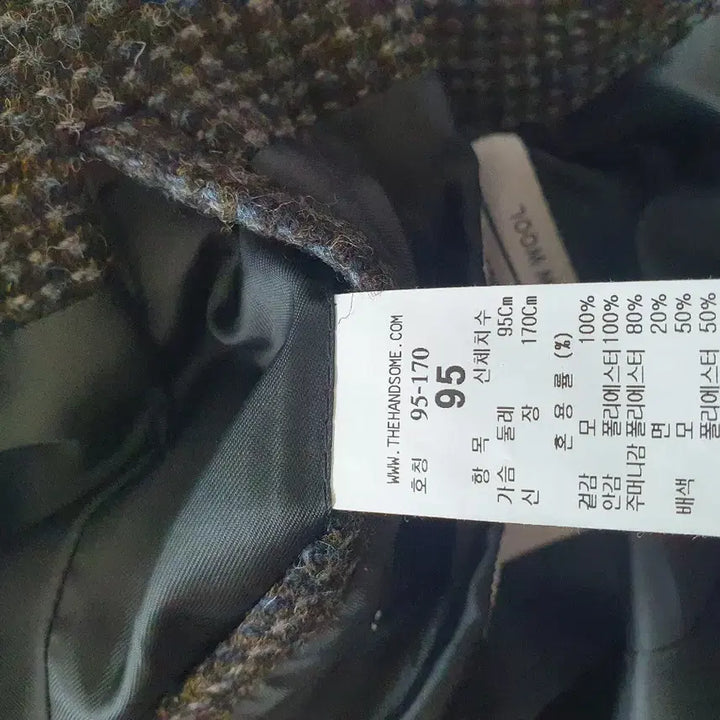 WWW.THEHANDSOME.COM
호칭 95-170
95
항 목 신체치수
가슴 둘레 95Cm
신 장 170Cm
혼 용 률 (%)
겉감 모 100%
안감 폴리에스터100%
주머니감 폴리에스터 80%
면 20%
배색 모 50%
폴리에스터 50%
WOOL